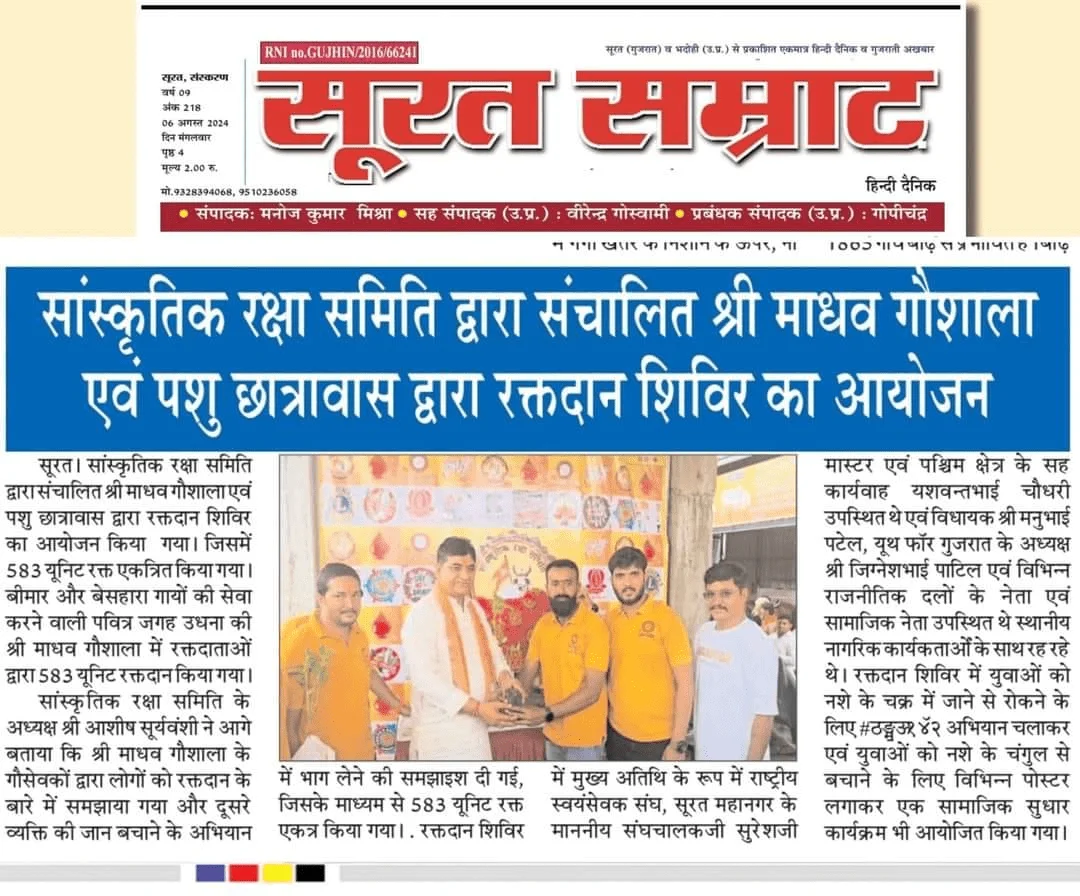 RNI no.GUJHIN/2016/66241
सूरत (गुजरात) व भदोही (उ.प्र.) से प्रकाशित एकमात्र हिन्दी दैनिक व गुजराती अखबार
सूरत, संस्करण
वर्ष 09
अंक 218
06 अगस्त 2024
दिन मंगलवार
पृष्ठ 4
मूल्य 2.00 रु.
मो.9328394068, 9510236058
सूरत सम्राट
हिन्दी दैनिक
• संपादक: मनोज कुमार मिश्रा • सह संपादक (उ.प्र.) : वीरेन्द्र गोस्वामी • प्रबंधक संपादक (उ.प्र.) : गोपीचंद्र
सांस्कृतिक रक्षा समिति द्वारा संचालित श्री माधव गौशाला
एवं पशु छात्रावास द्वारा रक्तदान शिविर का आयोजन
सूरत। सांस्कृतिक रक्षा समिति
द्वारा संचालित श्री माधव गौशाला एवं
पशु छात्रावास द्वारा रक्तदान शिविर
का आयोजन किया गया। जिसमें
583 यूनिट रक्त एकत्रित किया गया।
बीमार और बेसहारा गायों की सेवा
करने वाली पवित्र जगह उधना की
श्री माधव गौशाला में रक्तदाताओं
द्वारा 583 यूनिट रक्तदान किया गया।
सांस्कृतिक रक्षा समिति के
अध्यक्ष श्री आशीष सूर्यवंशी ने आगे
बताया कि श्री माधव गौशाला के
गौसेवकों द्वारा लोगों को रक्तदान के
बारे में समझाया गया और दूसरे
व्यक्ति की जान बचाने के अभियान
में भाग लेने की समझाइश दी गई,
जिसके माध्यम से 583 यूनिट रक्त
एकत्र किया गया।. रक्तदान शिविर
में मुख्य अतिथि के रूप में राष्ट्रीय
स्वयंसेवक संघ, सूरत महानगर के
माननीय संघचालकजी सुरेशजी
मास्टर एवं पश्चिम क्षेत्र के सह
कार्यवाह यशवन्तभाई चौधरी
उपस्थित थे एवं विधायक श्री मनुभाई
पटेल, यूथ फॉर गुजरात के अध्यक्ष
श्री जिग्नेशभाई पाटिल एवं विभिन्न
राजनीतिक दलों के नेता एवं
सामाजिक नेता उपस्थित थे स्थानीय
नागरिक कार्यकर्ताओं के साथ रह रहे
थे। रक्तदान शिविर में युवाओं को
नशे के चक्र में जाने से रोकने के
लिए अभियान चलाकर
एवं युवाओं को नशे के चंगुल से
बचाने के लिए विभिन्न पोस्टर
लगाकर एक सामाजिक सुधार
कार्यक्रम भी आयोजित किया गया।